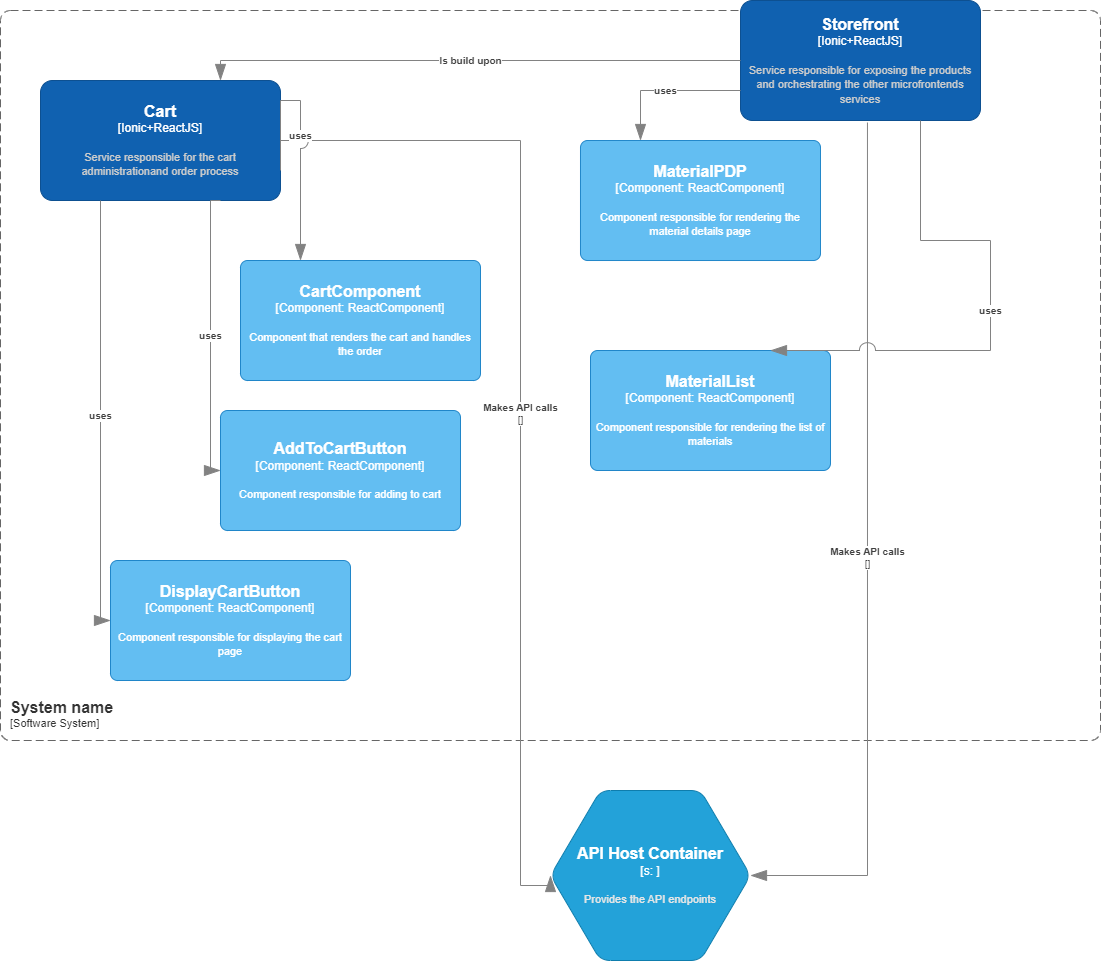 Storefront
[Ionic+ReactJS]
Service responsible for exposing the products
and orchestrating the other microfrontends
services
Is build upon
uses
Cart
[Ionic+ReactJS]
Service responsible for the cart
administrationand order process
uses
MaterialPDP
[Component: ReactComponent]
Component responsible for rendering the
material details page
CartComponent
[Component: ReactComponent]
Component that renders the cart and handles
the order
uses
uses
MaterialList
[Component: ReactComponent]
Component responsible for rendering the list of
materials
uses
Makes API calls
[]
AddToCartButton
[Component: ReactComponent]
Component responsible for adding to cart
Makes API calls
[]
DisplayCartButton
[Component: ReactComponent]
Component responsible for displaying the cart
page
System name
[Software System]
API Host Container
[s: ]
Provides the API endpoints